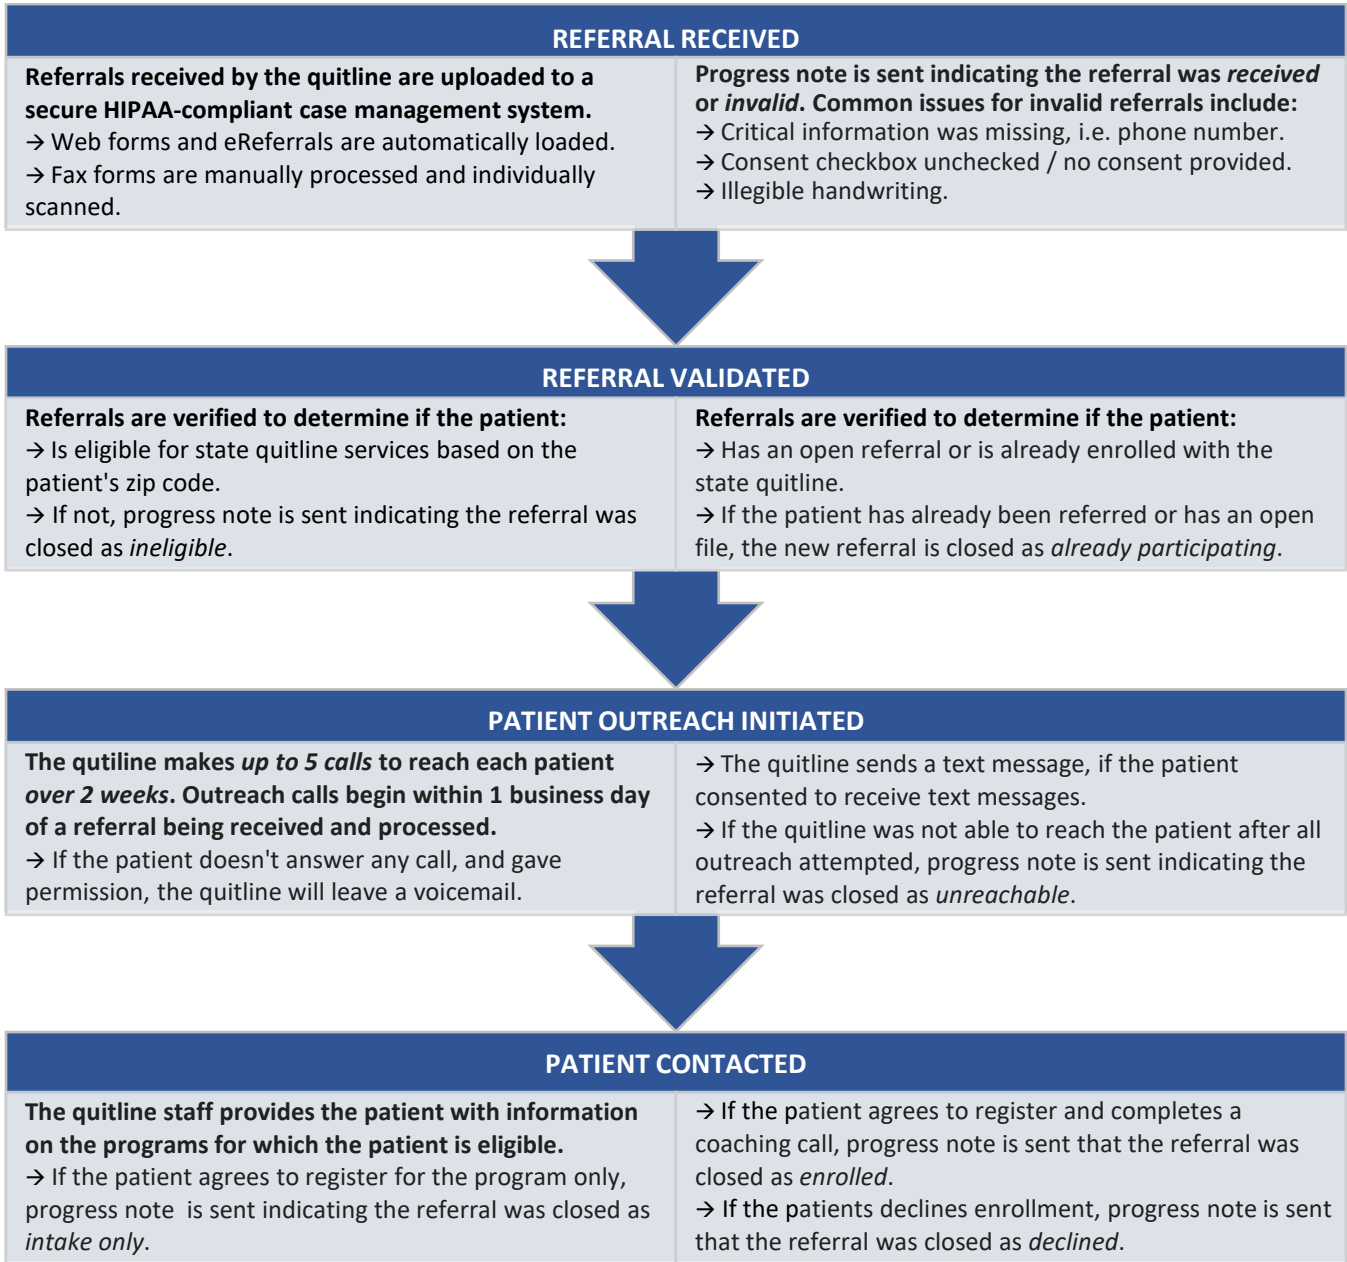 REFERRAL RECEIVED
Referrals received by the quitline are uploaded to a
secure HIPAA-compliant case management system.
→ Web forms and eReferrals are automatically loaded.
→ Fax forms are manually processed and individually
scanned.
Progress note is sent indicating the referral was received
or invalid. Common issues for invalid referrals include:
→ Critical information was missing, i.e. phone number.
→ Consent checkbox unchecked / no consent provided.
→ Illegible handwriting.
REFERRAL VALIDATED
Referrals are verified to determine if the patient:
→ Is eligible for state quitline services based on the
patient's zip code.
→ If not, progress note is sent indicating the referral was
closed as ineligible.
Referrals are verified to determine if the patient:
→ Has an open referral or is already enrolled with the
state quitline.
→ If the patient has already been referred or has an open
file, the new referral is closed as already participating.
PATIENT OUTREACH INITIATED
The qutiline makes up to 5 calls to reach each patient
over 2 weeks. Outreach calls begin within 1 business day
of a referral being received and processed.
→ If the patient doesn't answer any call, and gave
permission, the quitline will leave a voicemail.
→ The quitline sends a text message, if the patient
consented to receive text messages.
→ If the quitline was not able to reach the patient after all
outreach attempted, progress note is sent indicating the
referral was closed as unreachable.
PATIENT CONTACTED
The quitline staff provides the patient with information
on the programs for which the patient is eligible.
→ If the patient agrees to register for the program only,
progress note is sent indicating the referral was closed as
intake only.
→ If the patient agrees to register and completes a
coaching call, progress note is sent that the referral was
closed as enrolled.
→ If the patients declines enrollment, progress note is sent
that the referral was closed as declined.